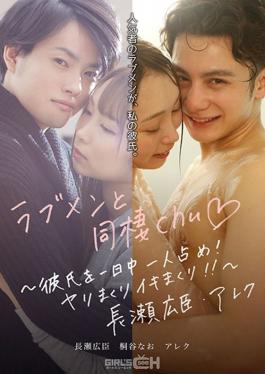 人気者のラブメンが、私の彼氏。
ラブメンと
同棲chu♡
～彼氏を一日中一人占め！
ヤリまくりイキまくり!!～
長瀬広臣・アレク
長瀬広臣 桐谷なお アレク
GIRL'S CH